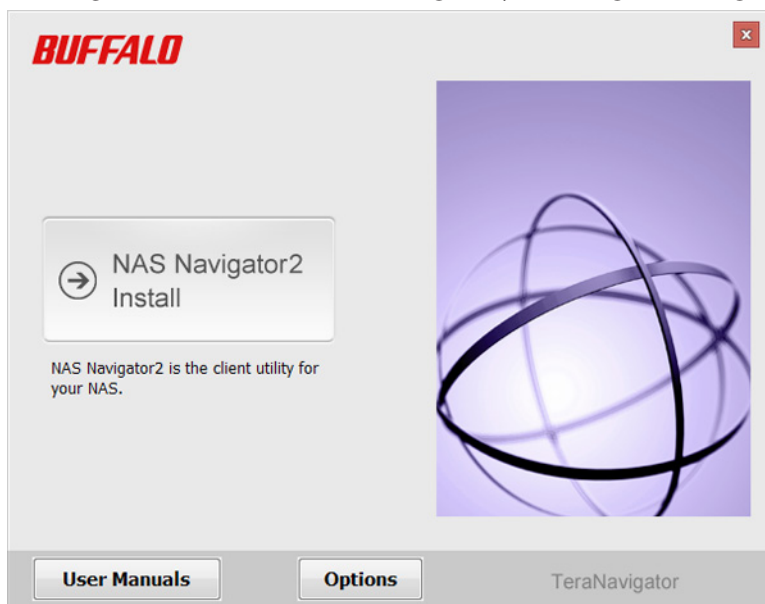 BUFFALO
x
NAS Navigator2
Install
NAS Navigator2 is the client utility for
your NAS.
User Manuals
Options
TeraNavigator